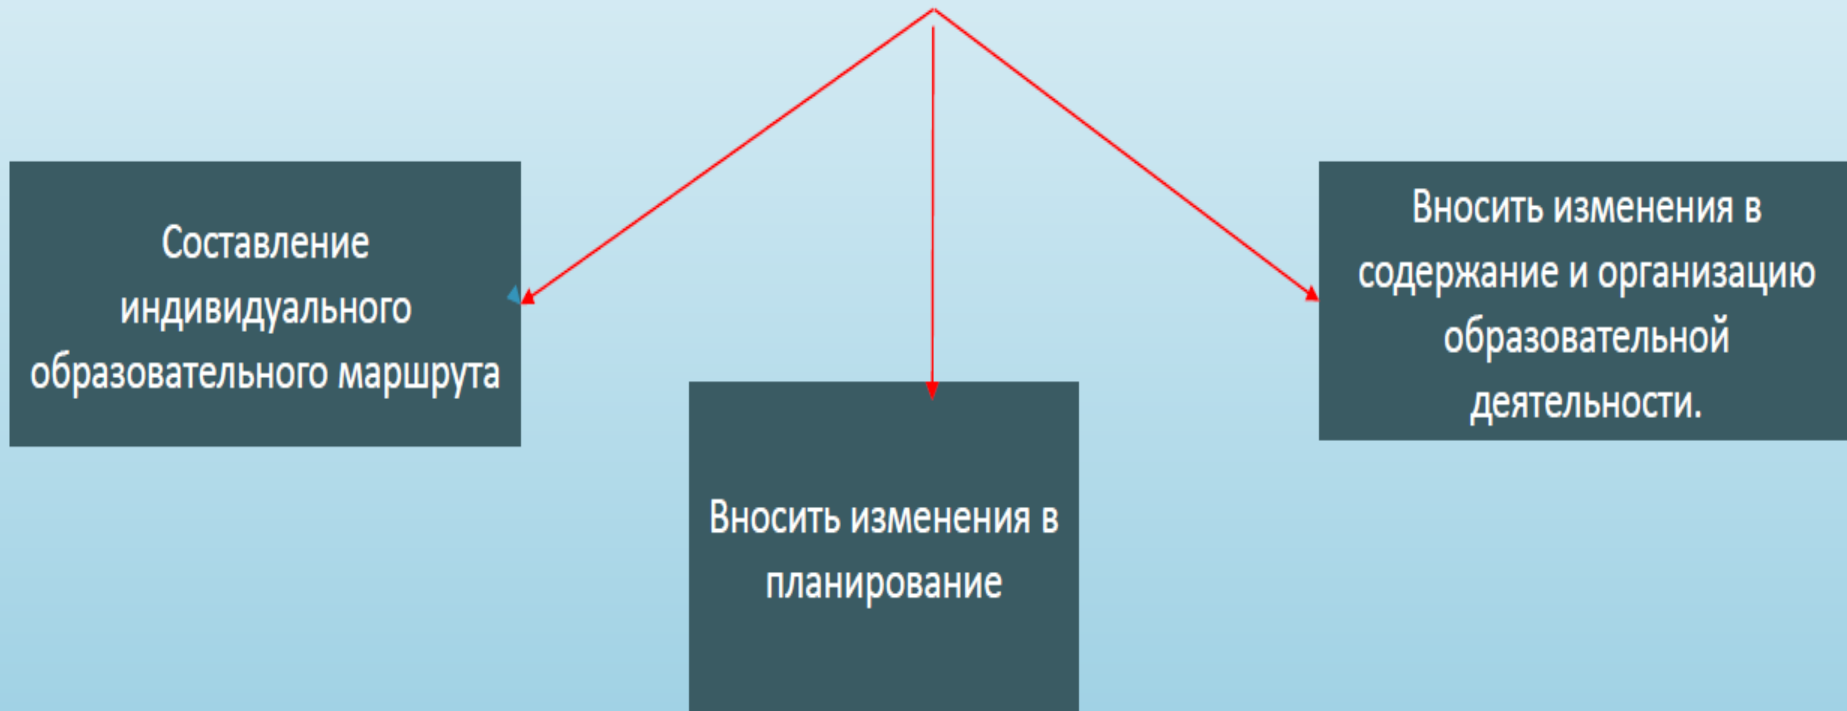 Составление
индивидуального
образовательного маршрута
Вносить изменения в
планирование
Вносить изменения в
содержание и организацию
образовательной
деятельности.